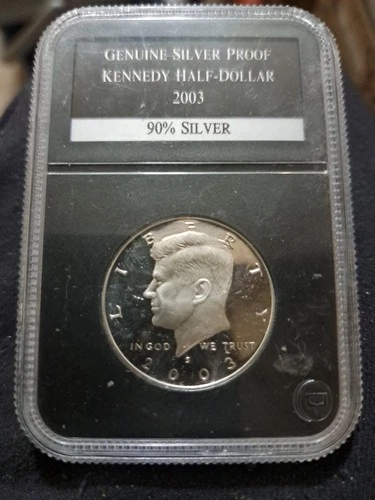 GENUINE SILVER PROOF
KENNEDY HALF-DOLLAR
2003
90% SILVER
LIBERTY
IN GOD WE TRUST
S
2003